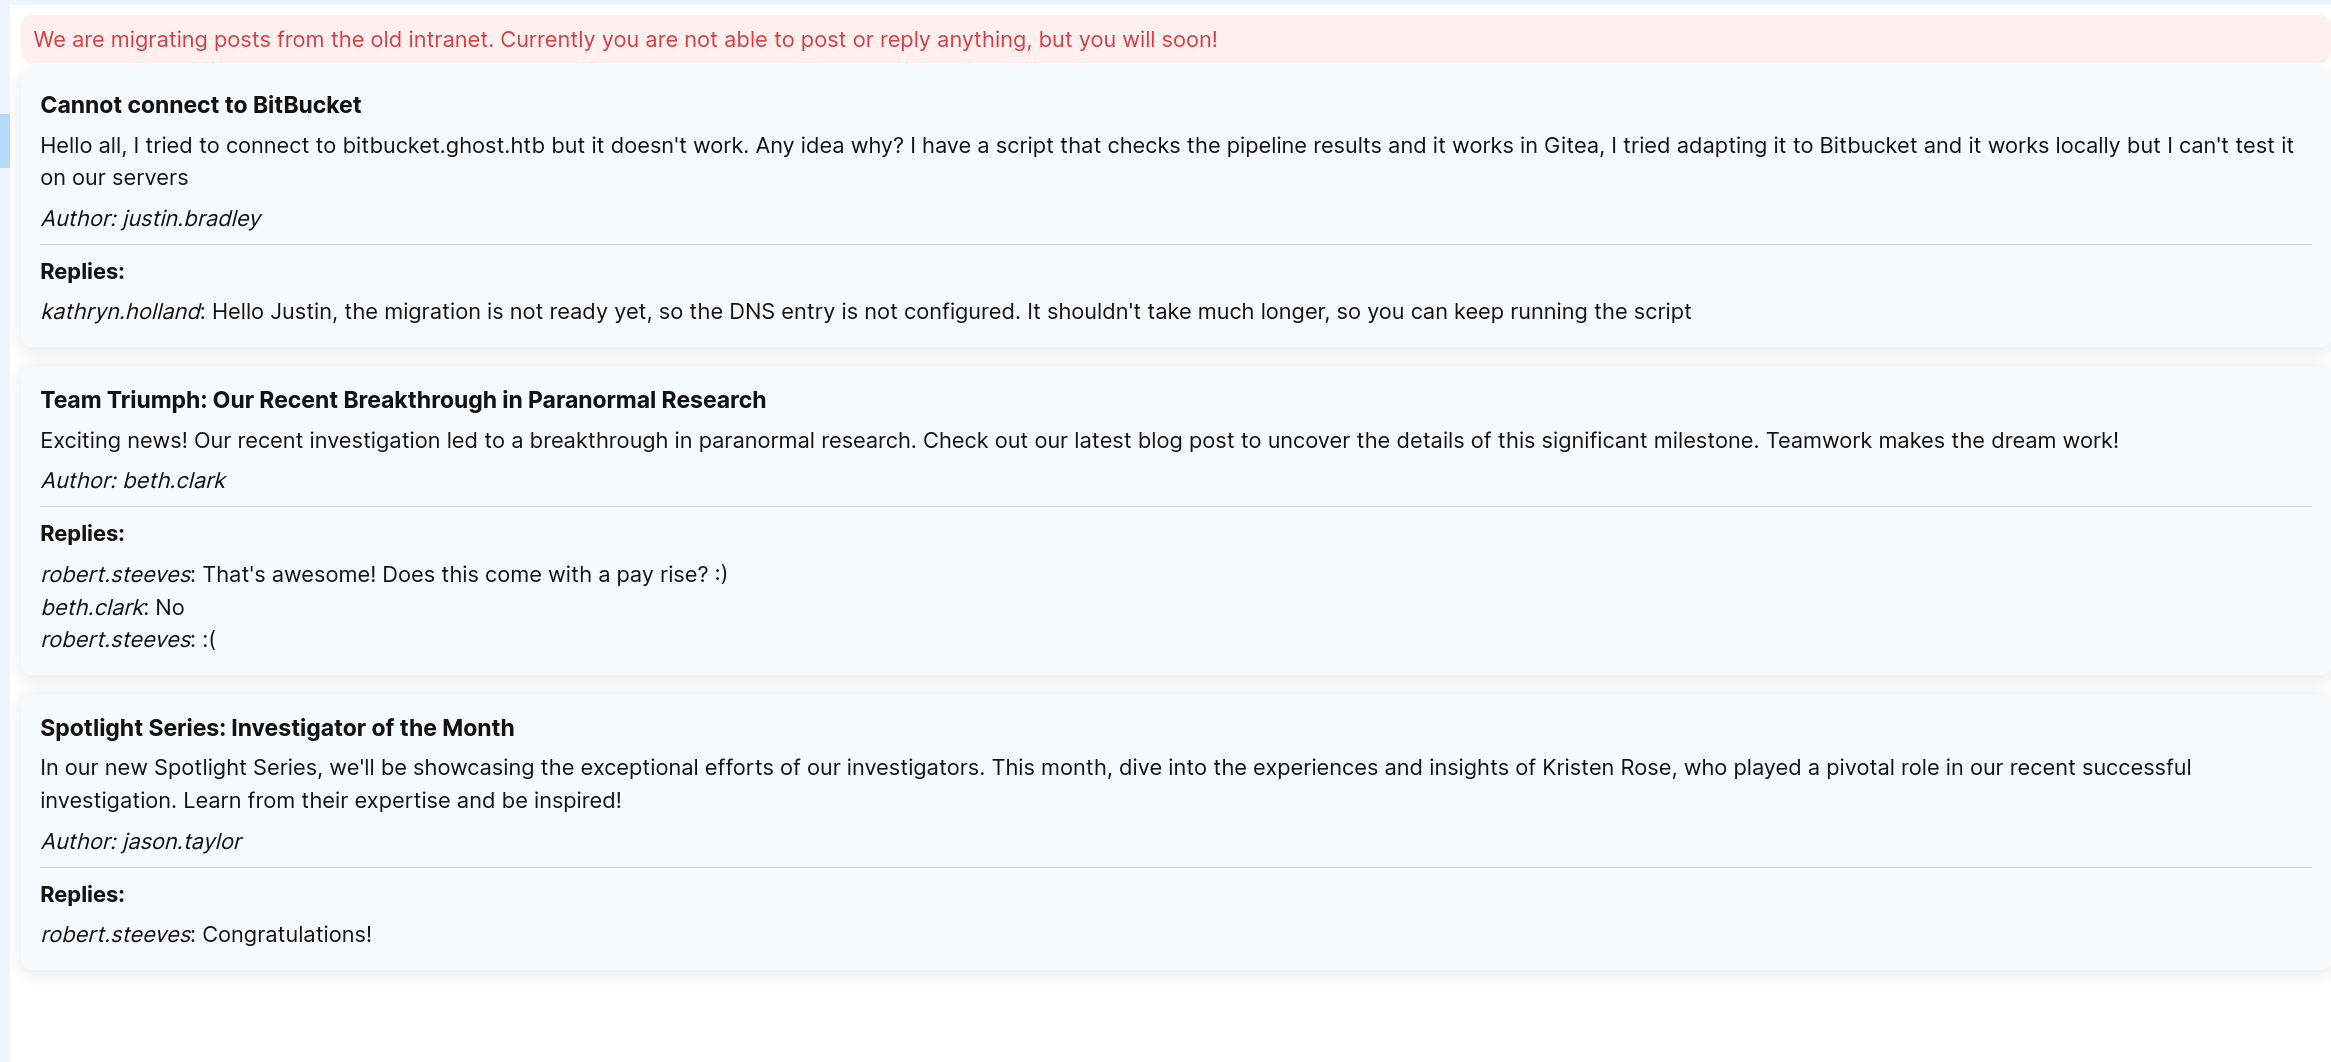 We are migrating posts from the old intranet. Currently you are not able to post or reply anything, but you will soon!
Cannot connect to BitBucket
Hello all, I tried to connect to bitbucket.ghost.htb but it doesn't work. Any idea why? I have a script that checks the pipeline results and it works in Gitea, I tried adapting it to Bitbucket and it works locally but I can't test it
on our servers
Author: justin.bradley
Replies:
kathryn.holland: Hello Justin, the migration is not ready yet, so the DNS entry is not configured. It shouldn't take much longer, so you can keep running the script
Team Triumph: Our Recent Breakthrough in Paranormal Research
Exciting news! Our recent investigation led to a breakthrough in paranormal research. Check out our latest blog post to uncover the details of this significant milestone. Teamwork makes the dream work!
Author: beth.clark
Replies:
robert.steeves: That's awesome! Does this come with a pay rise? :)
beth.clark: No
robert.steeves: :(
Spotlight Series: Investigator of the Month
In our new Spotlight Series, we'll be showcasing the exceptional efforts of our investigators. This month, dive into the experiences and insights of Kristen Rose, who played a pivotal role in our recent successful
investigation. Learn from their expertise and be inspired!
Author: jason.taylor
Replies:
robert.steeves: Congratulations!